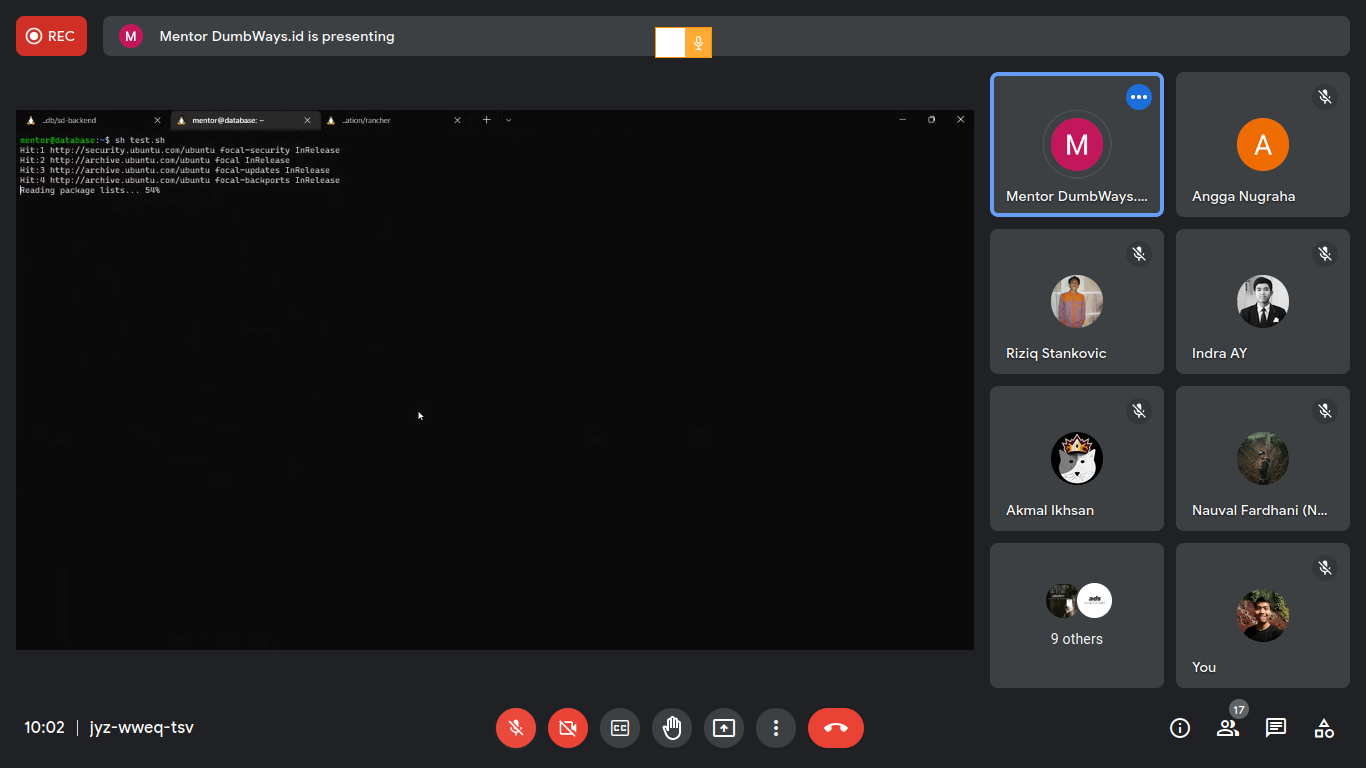 REC
M
Mentor DumbWays.id is presenting
_db/sd-backend
mentor@database: ~
_ation/rancher
mentor@database:~$ sh test.sh
Hit:1 http://security.ubuntu.com/ubuntu focal-security InRelease
Hit:2 http://archive.ubuntu.com/ubuntu focal InRelease
Hit:3 http://archive.ubuntu.com/ubuntu focal-updates InRelease
Hit:4 http://archive.ubuntu.com/ubuntu focal-backports InRelease
Reading package lists... 54%
M
Mentor DumbWays....
A
Angga Nugraha
Riziq Stankovic
Indra AY
Akmal Ikhsan
Nauval Fardhani (N...
ads
9 others
You
10:02
jyz-wweq-tsv
CC
17